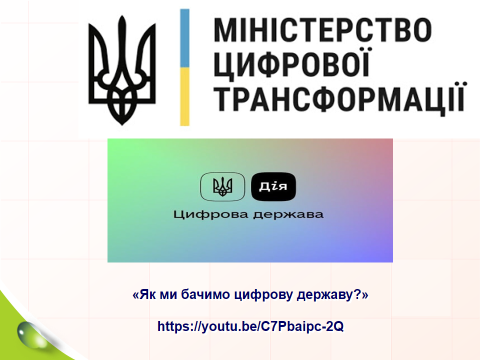 МІНІСТЕРСТВО
ЦИФРОВОЇ
ТРАНСФОРМАЦІЇ
Дія
Цифрова держава
«Як ми бачимо цифрову державу?»
https://youtu.be/C7Pbaipc-2Q